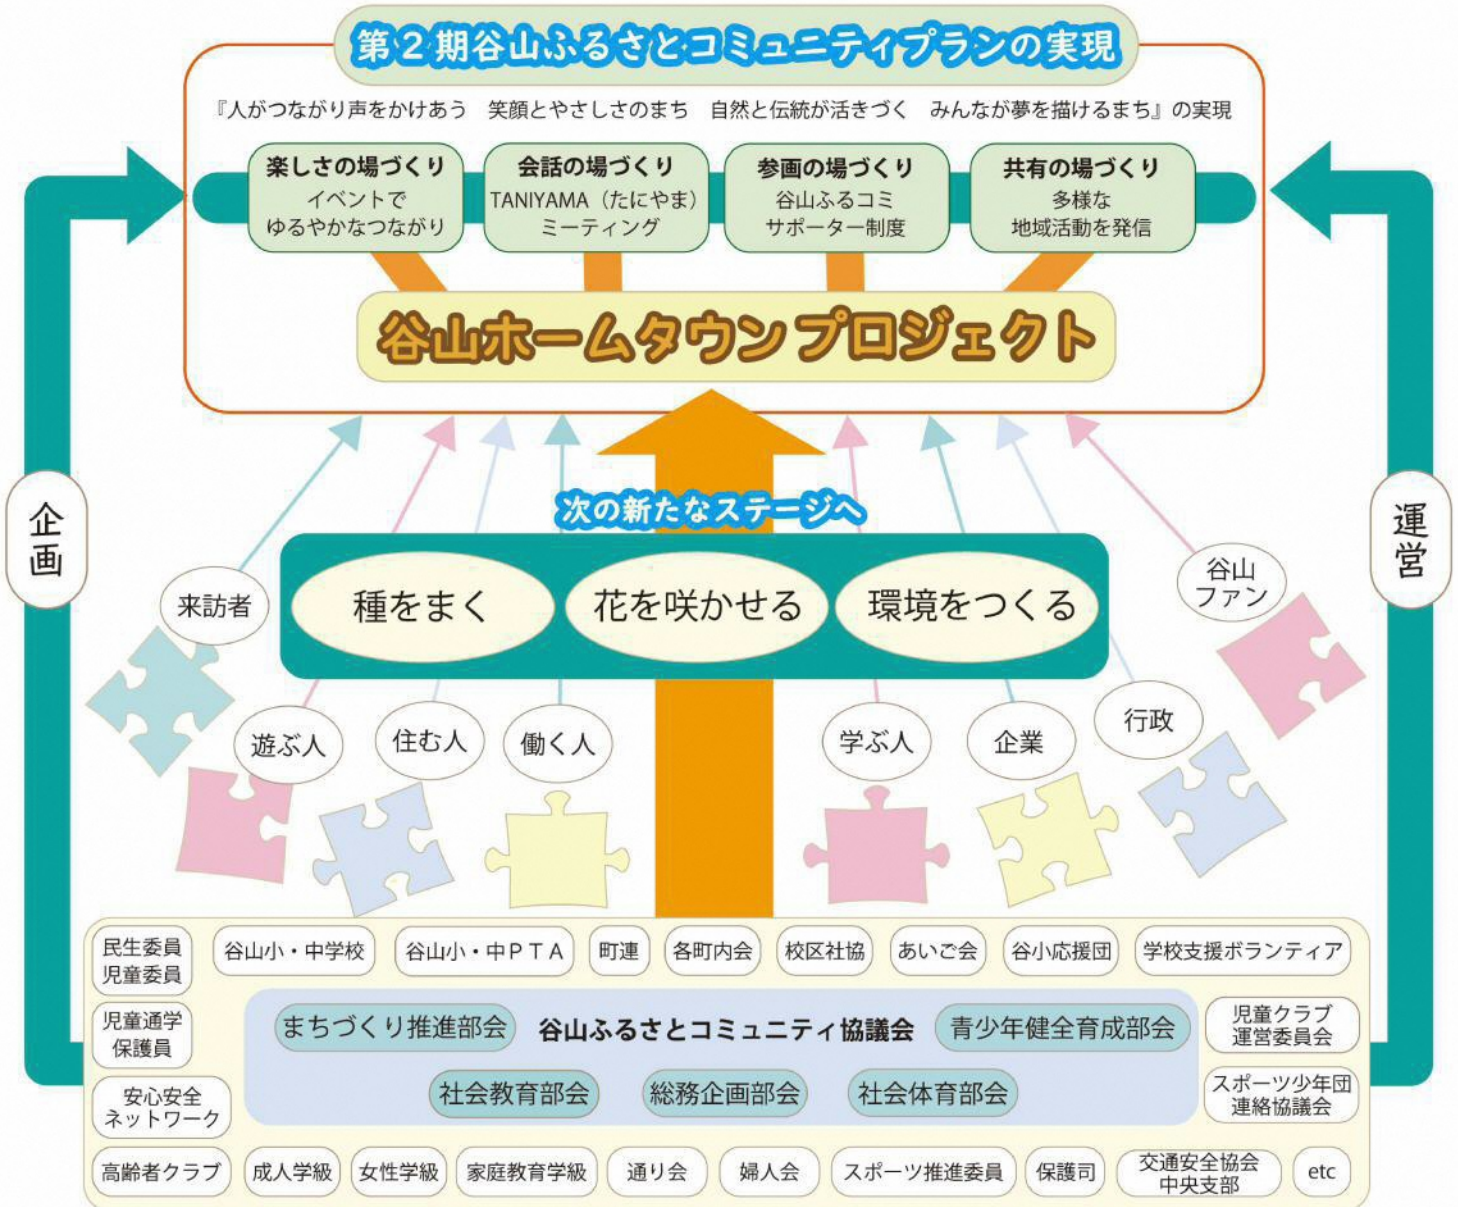 第2期谷山ふるさとコミュニティプランの実現
『人がつながり声をかけあう　笑顔とやさしさのまち　自然と伝統が活きづく　みんなが夢を描けるまち』の実現
楽しさの場づくり
イベントで
ゆるやかなつながり
会話の場づくり
TANIYAMA（たにやま）
ミーティング
参画の場づくり
谷山ふるコミ
サポーター制度
共有の場づくり
多様な
地域活動を発信
谷山ホームタウンプロジェクト
企画
運営
次の新たなステージへ
種をまく
花を咲かせる
環境をつくる
来訪者
遊ぶ人
住む人
働く人
学ぶ人
企業
行政
谷山
ファン
民生委員
児童委員
谷山小・中学校
谷山小・中ＰＴＡ
町連
各町内会
校区社協
あいご会
谷小応援団
学校支援ボランティア
児童通学
保護員
まちづくり推進部会
谷山ふるさとコミュニティ協議会
青少年健全育成部会
児童クラブ
運営委員会
安心安全
ネットワーク
社会教育部会
総務企画部会
社会体育部会
スポーツ少年団
連絡協議会
高齢者クラブ
成人学級
女性学級
家庭教育学級
通り会
婦人会
スポーツ推進委員
保護司
交通安全協会
中央支部
etc